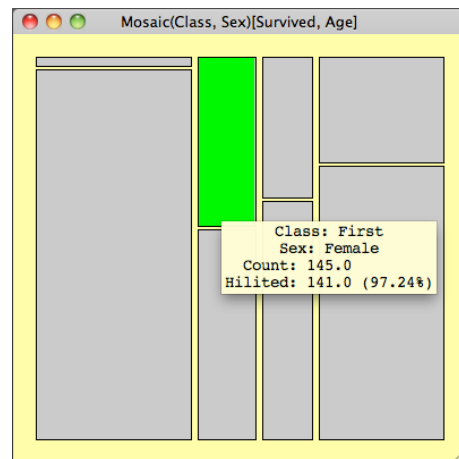 Mosaic(Class, Sex)[Survived, Age]
Class: First
Sex: Female
Count: 145.0
Hilited: 141.0 (97.24%)